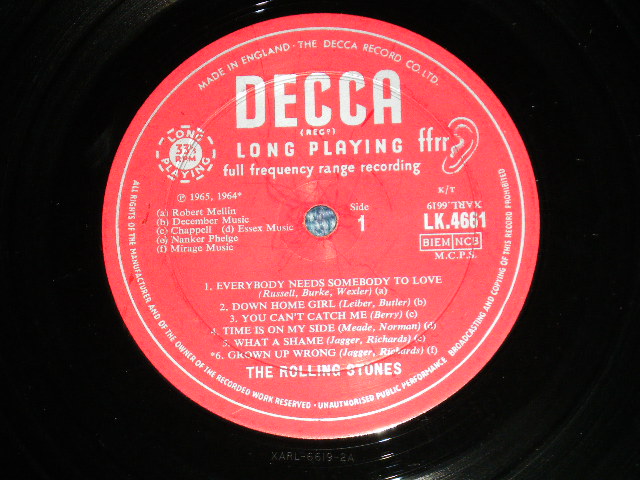 MADE IN ENGLAND · THE DECCA RECORD CO. LTD.
DECCA
(REGD)
LONG PLAYING
ffrr
full frequency range recording
LONG
33⅓
RPM
PLAYING
K/T
℗ 1965, 1964*
XARL.6619
(a) Robert Mellin
(b) December Music
(c) Chappell (d) Essex Music
(e) Nanker Phelge
(f) Mirage Music
Side
1
LK.4661
BIEM NCB
M.C.P.S.
1. EVERYBODY NEEDS SOMEBODY TO LOVE
(Russell, Burke, Wexler) (a)
2. DOWN HOME GIRL (Leiber, Butler) (b)
3. YOU CAN'T CATCH ME (Berry) (c)
4. TIME IS ON MY SIDE (Meade, Norman) (d)
5. WHAT A SHAME (Jagger, Richards) (e)
*6. GROWN UP WRONG (Jagger, Richards) (f)
THE ROLLING STONES
ALL RIGHTS OF THE MANUFACTURER AND OF THE OWNER OF THE RECORDED WORK RESERVED · UNAUTHORISED PUBLIC PERFORMANCE, BROADCASTING AND COPYING OF THIS RECORD PROHIBITED
XARL-6619-2A